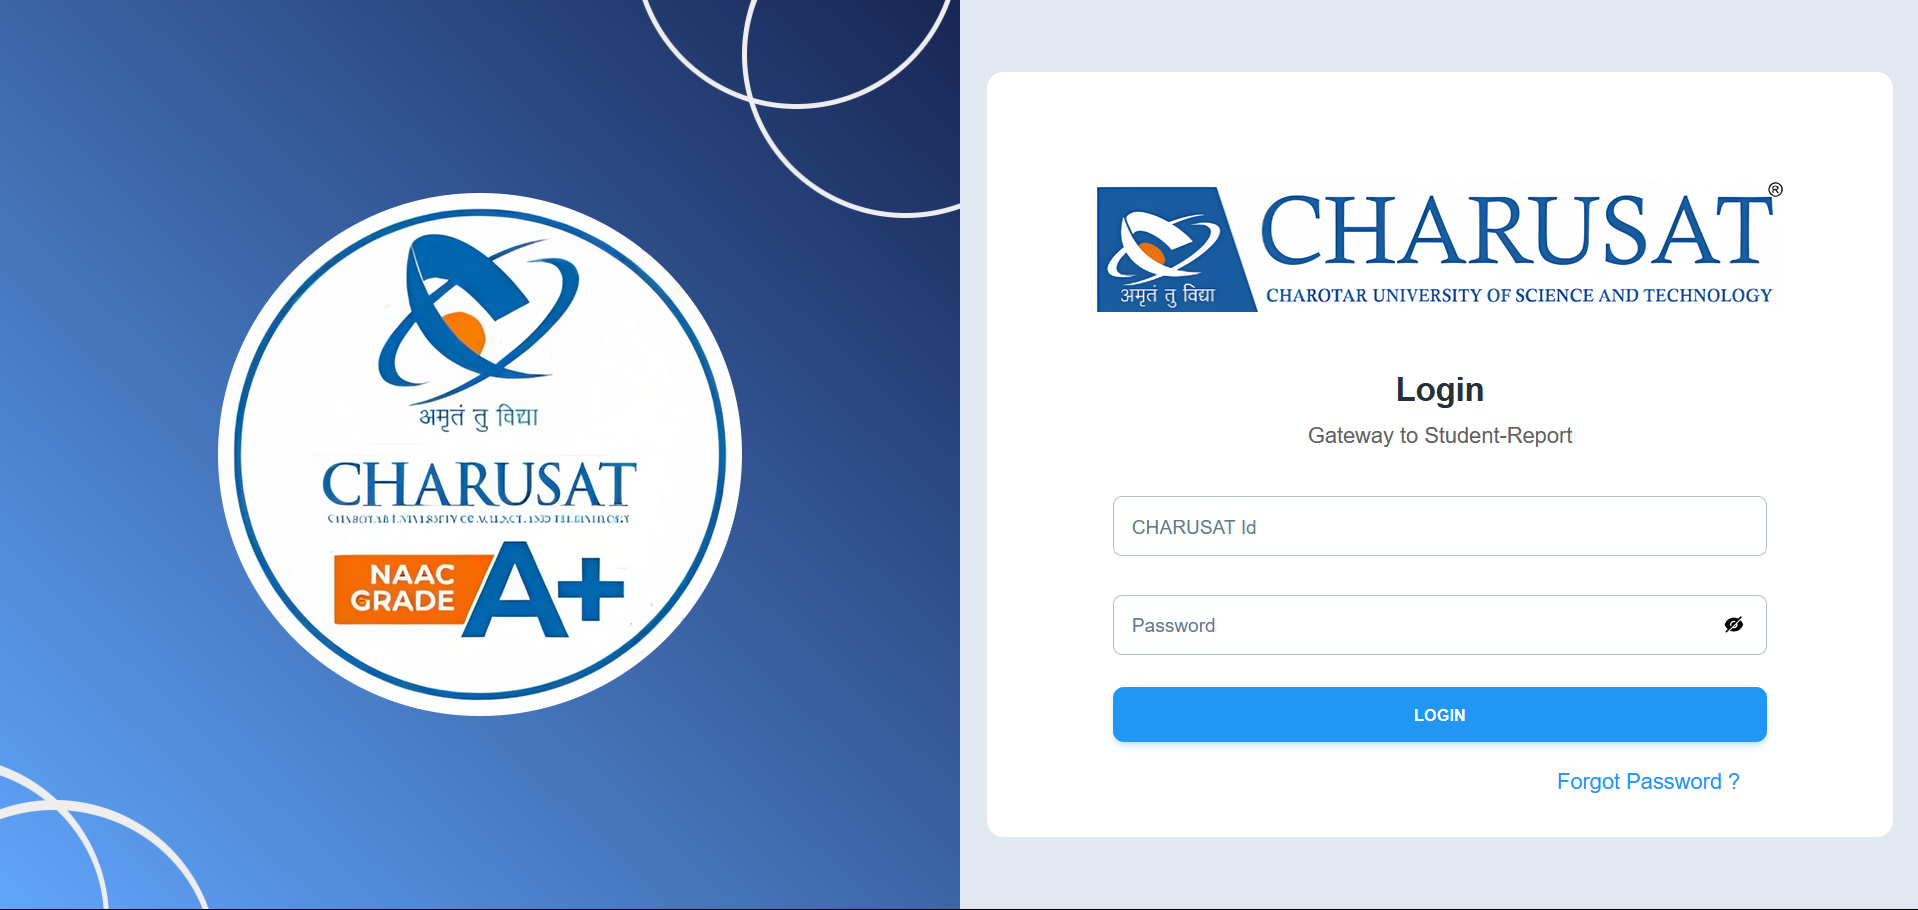 अमृतं तु विद्या
CHARUSAT
NAAC
GRADE
A+
CHARUSAT®
अमृतं तु विद्या
CHAROTAR UNIVERSITY OF SCIENCE AND TECHNOLOGY
Login
Gateway to Student-Report
CHARUSAT Id
Password
LOGIN
Forgot Password ?